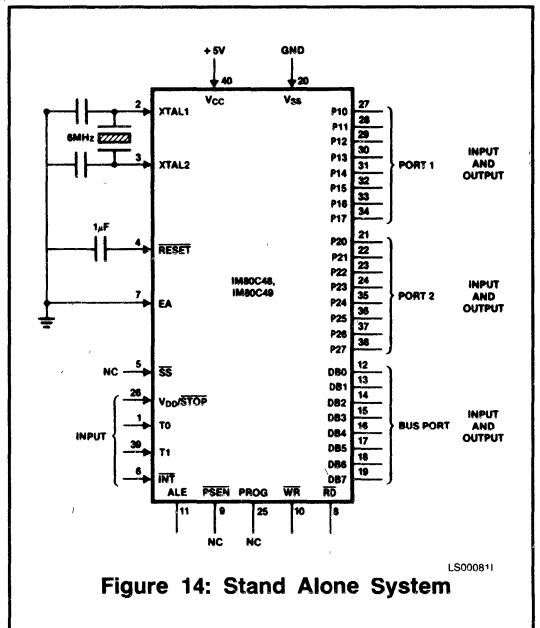 +5V GND
40 20
VCC VSS
2 XTAL1
6MHz
3 XTAL2
1µF
4 RESET
7 EA
IM80C48,
IM80C49
NC 5 SS
26 VDD/STOP
1 T0
INPUT
39 T1
6 INT
ALE PSEN PROG WR RD
11 9 25 10 8
NC NC
P10 27
P11 28
P12 29
P13 30
P14 31
P15 32
P16 33
P17 34
PORT 1
INPUT
AND
OUTPUT
P20 21
P21 22
P22 23
P23 24
P24 35
P25 36
P26 37
P27 38
PORT 2
INPUT
AND
OUTPUT
DB0 12
DB1 13
DB2 14
DB3 15
DB4 16
DB5 17
DB6 18
DB7 19
BUS PORT
INPUT
AND
OUTPUT
LS00081I
Figure 14: Stand Alone System